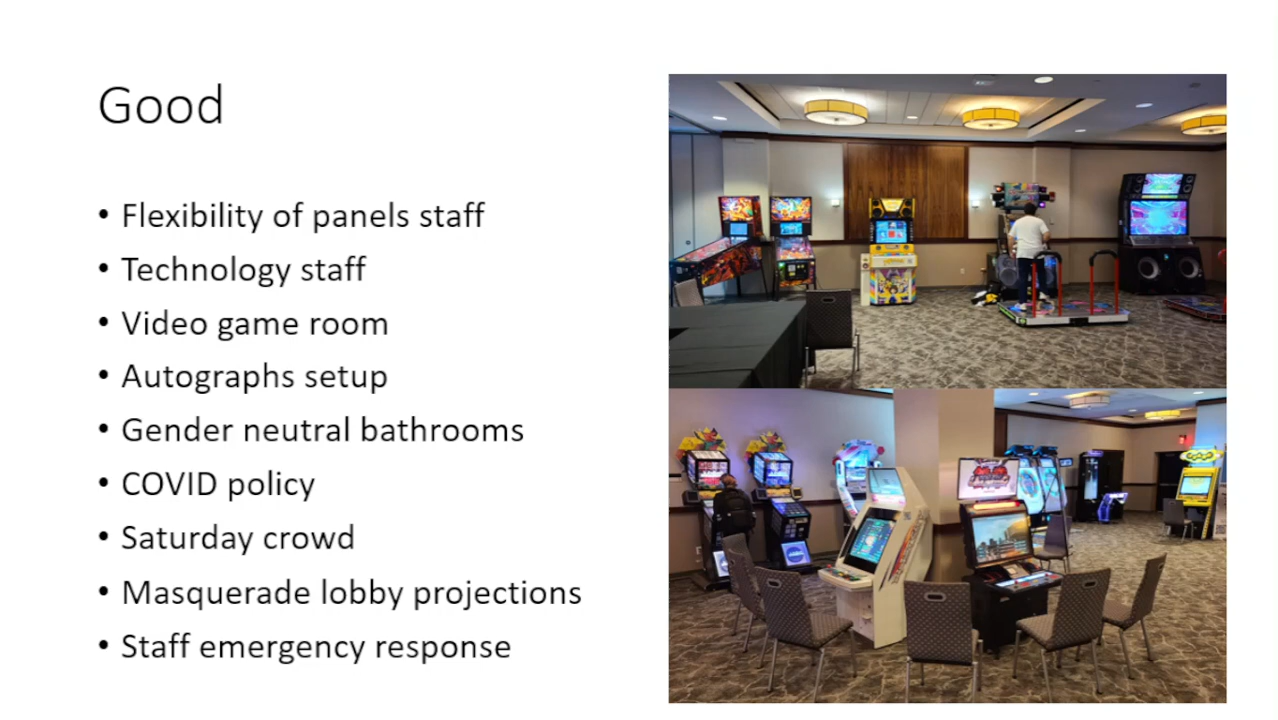 Good
• Flexibility of panels staff
• Technology staff
• Video game room
• Autographs setup
• Gender neutral bathrooms
• COVID policy
• Saturday crowd
• Masquerade lobby projections
• Staff emergency response